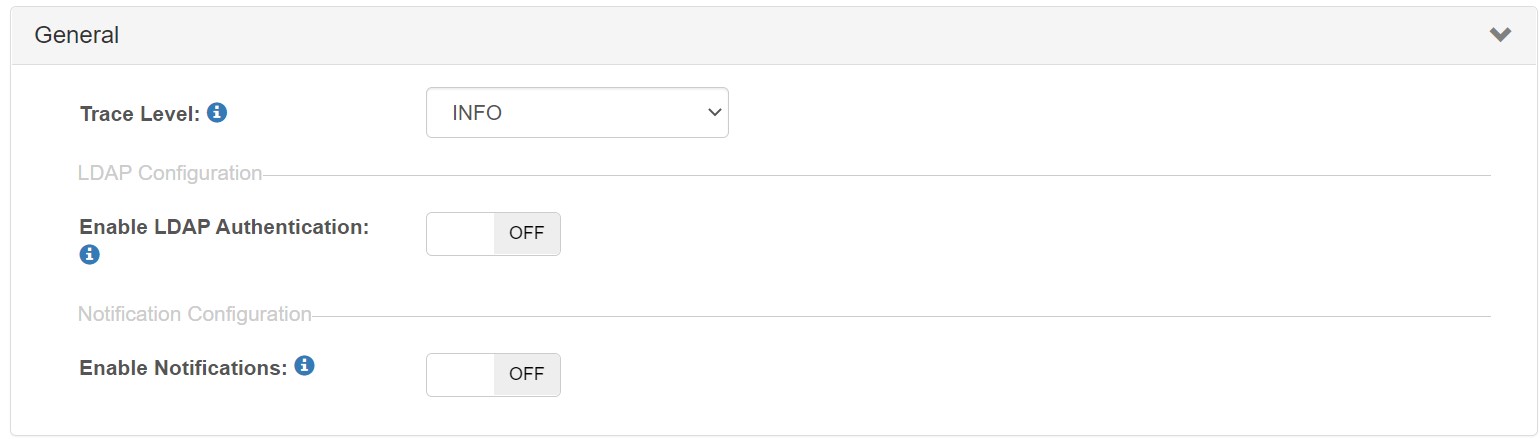 General
Trace Level:
INFO
LDAP Configuration
Enable LDAP Authentication:
OFF
Notification Configuration
Enable Notifications:
OFF